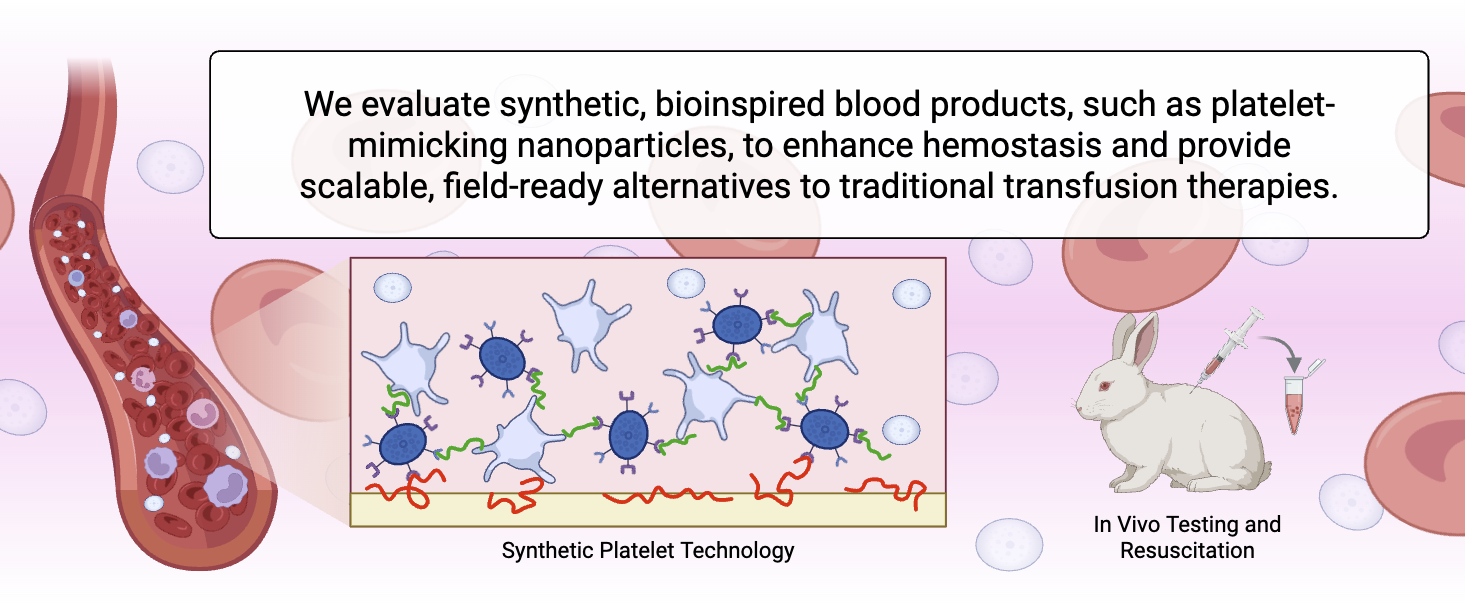 We evaluate synthetic, bioinspired blood products, such as platelet-
mimicking nanoparticles, to enhance hemostasis and provide
scalable, field-ready alternatives to traditional transfusion therapies.
Synthetic Platelet Technology
In Vivo Testing and
Resuscitation